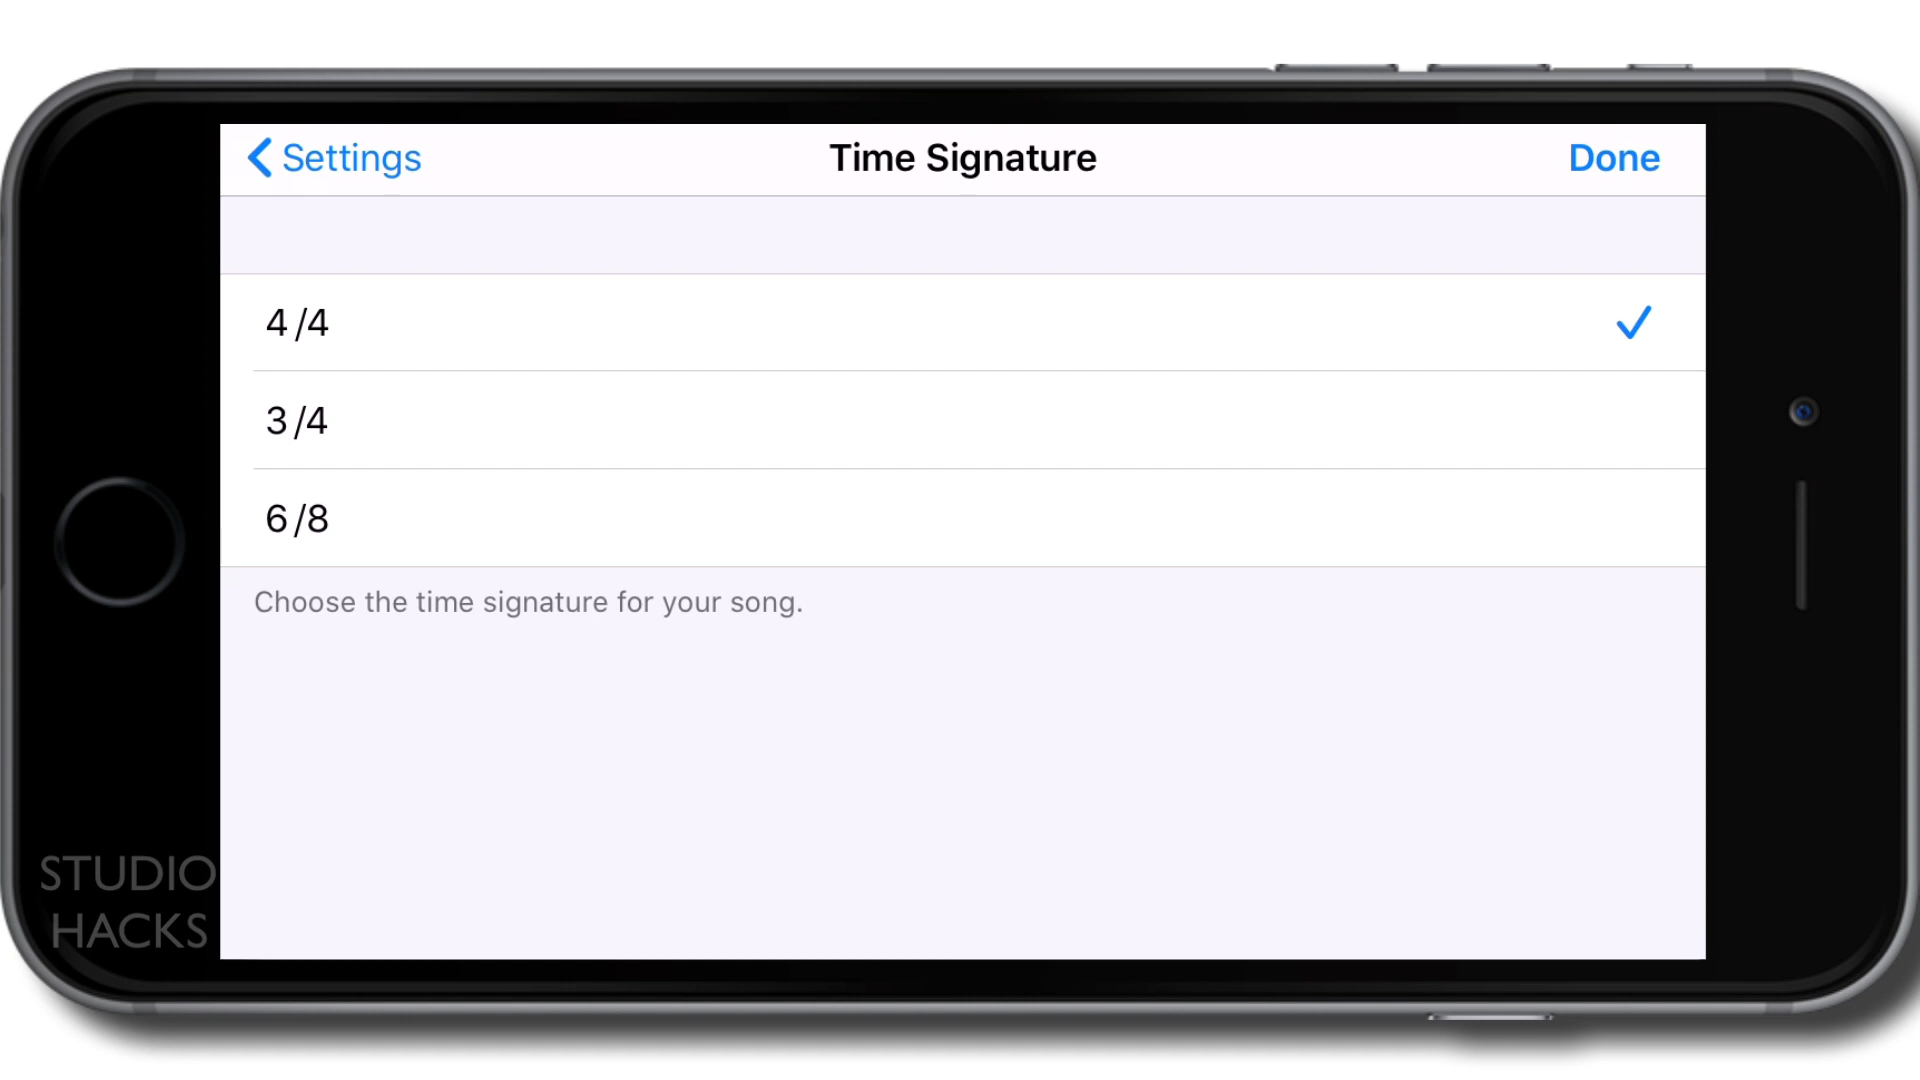 Settings
Time Signature
Done
4/4
3/4
6/8
Choose the time signature for your song.
STUDIO
HACKS